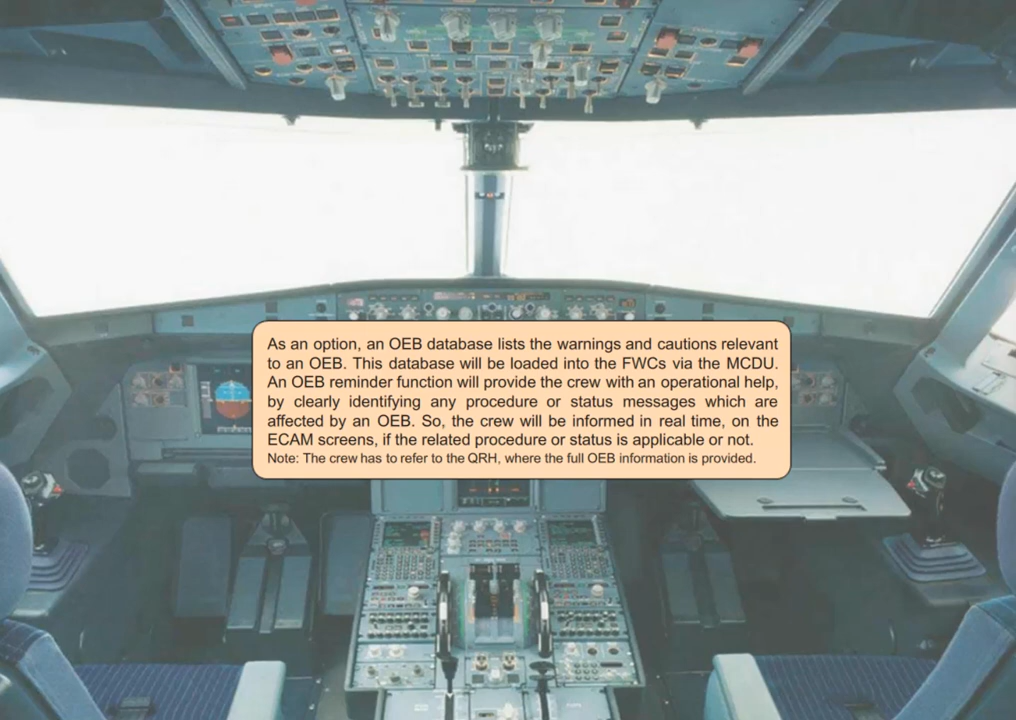 As an option, an OEB database lists the warnings and cautions relevant
to an OEB. This database will be loaded into the FWCs via the MCDU.
An OEB reminder function will provide the crew with an operational help,
by clearly identifying any procedure or status messages which are
affected by an OEB. So, the crew will be informed in real time, on the
ECAM screens, if the related procedure or status is applicable or not.
Note: The crew has to refer to the QRH, where the full OEB information is provided.